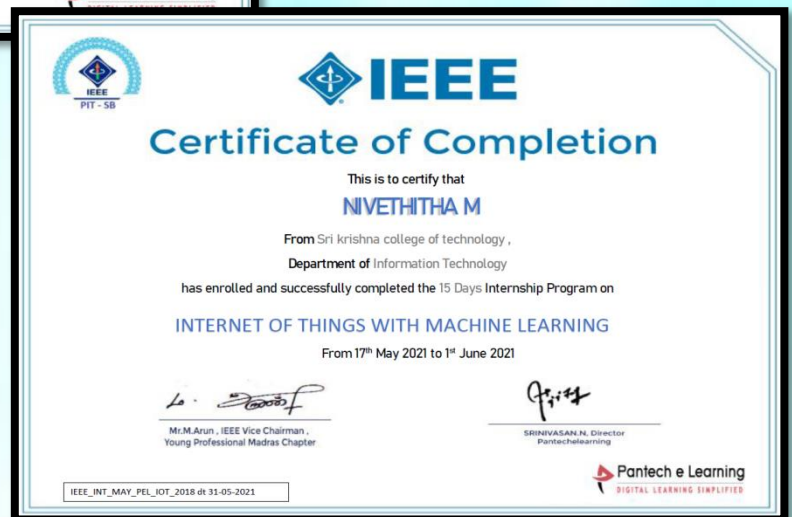 DIGITAL LEARNING SIMPLIFIED
IEEE
PIT - SB
IEEE
Certificate of Completion
This is to certify that
NIVETHITHA M
From Sri krishna college of technology ,
Department of Information Technology
has enrolled and successfully completed the 15 Days Internship Program on
INTERNET OF THINGS WITH MACHINE LEARNING
From 17th May 2021 to 1st June 2021
Mr.M.Arun , IEEE Vice Chairman ,
Young Professional Madras Chapter
SRINIVASAN.N, Director
Pantechelearning
IEEE_INT_MAY_PEL_IOT_2018 dt 31-05-2021
Pantech e Learning
DIGITAL LEARNING SIMPLIFIED